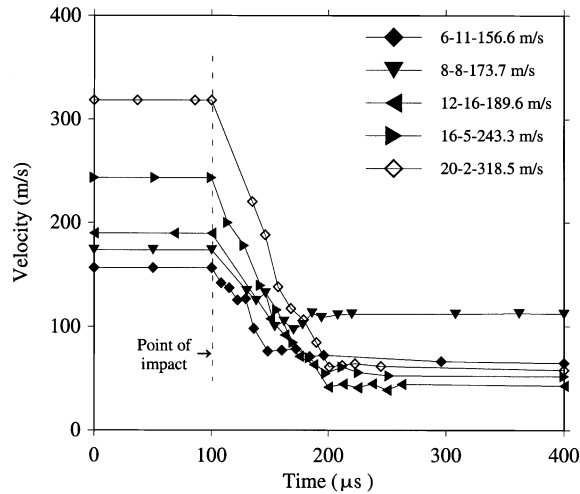 400
300
200
100
0
Velocity (m/s)
6-11-156.6 m/s
8-8-173.7 m/s
12-16-189.6 m/s
16-5-243.3 m/s
20-2-318.5 m/s
Point of
impact
0
100
200
300
400
Time (μs)